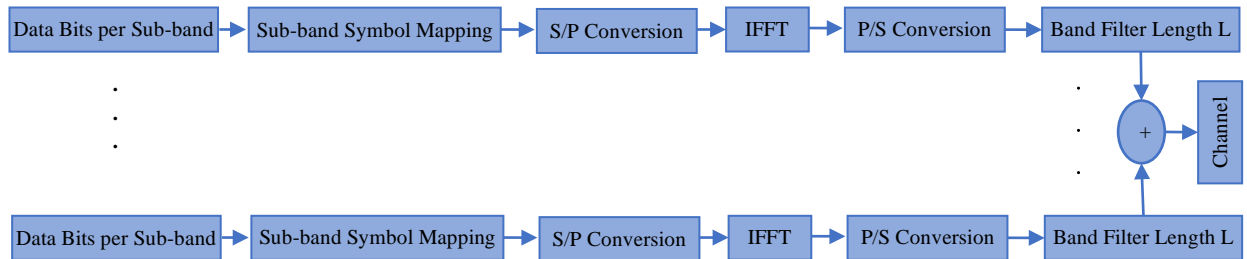 Data Bits per Sub-band
Sub-band Symbol Mapping
S/P Conversion
IFFT
P/S Conversion
Band Filter Length L
+
Channel
Data Bits per Sub-band
Sub-band Symbol Mapping
S/P Conversion
IFFT
P/S Conversion
Band Filter Length L